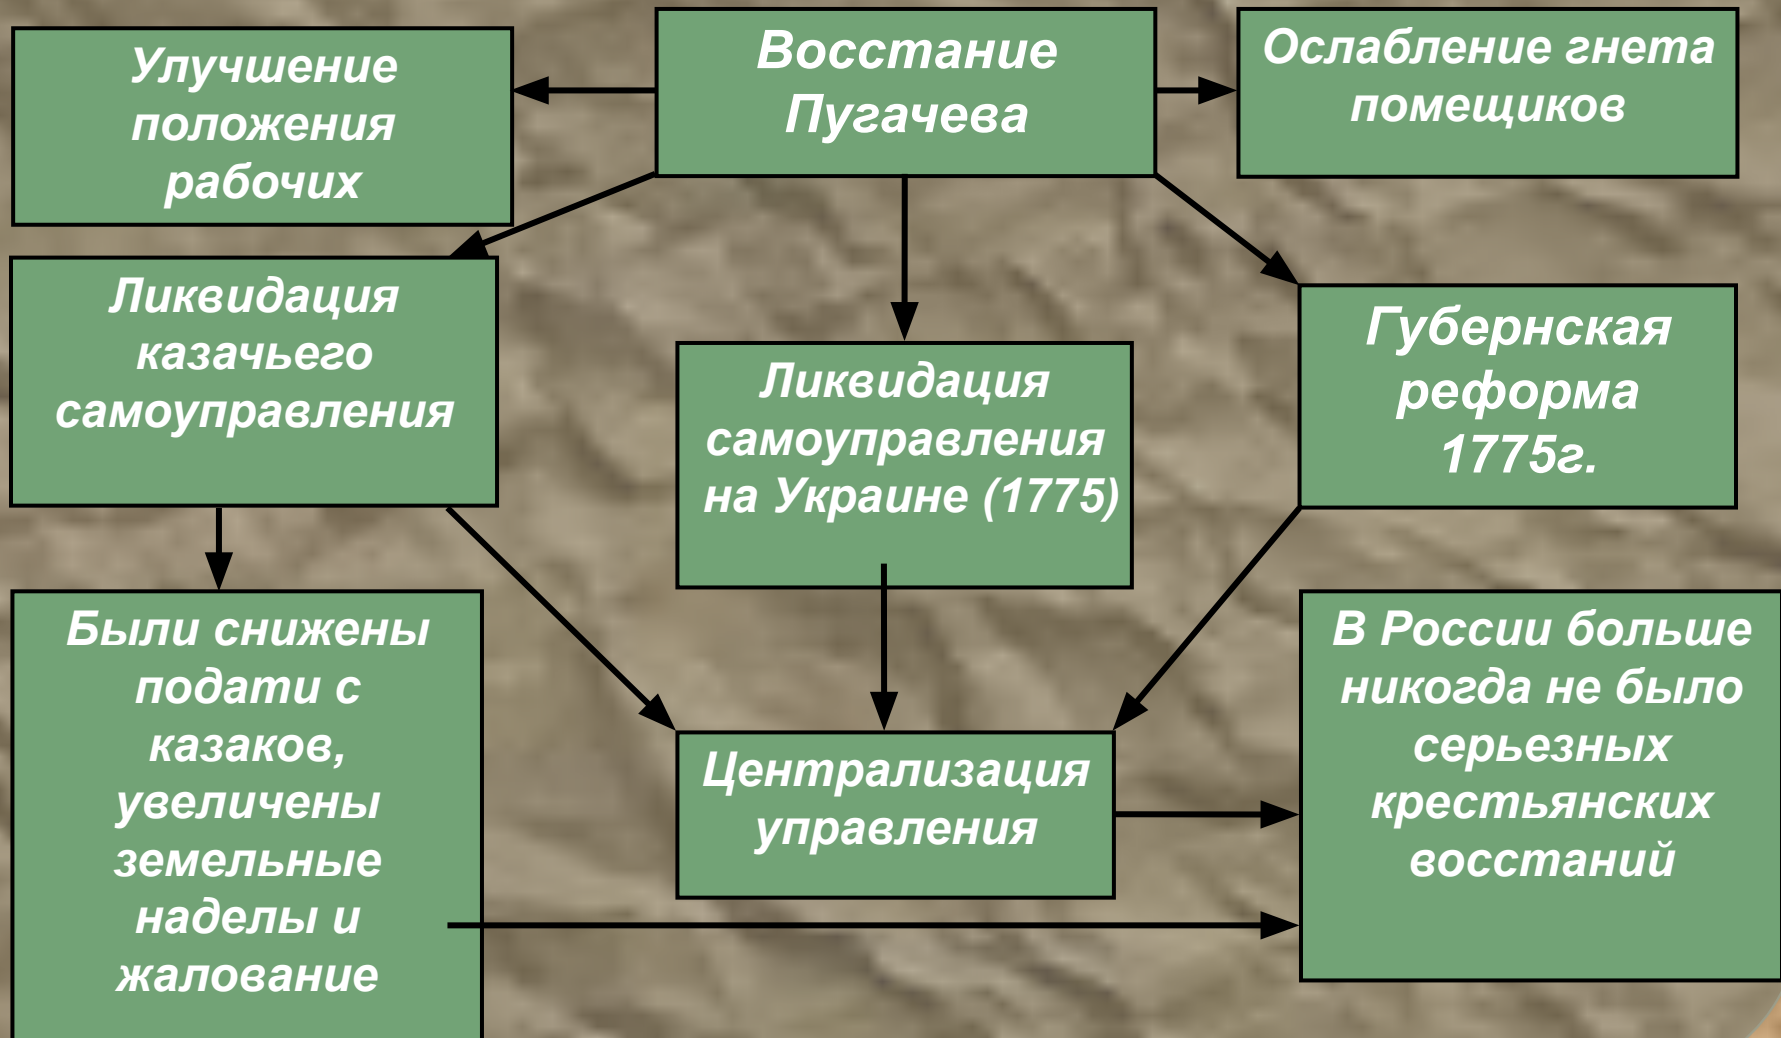 Улучшение
положения
рабочих
Восстание
Пугачева
Ослабление гнета
помещиков
Ликвидация
казачьего
самоуправления
Ликвидация
самоуправления
на Украине (1775)
Губернская
реформа
1775г.
Были снижены
подати с
казаков,
увеличены
земельные
наделы и
жалование
Централизация
управления
В России больше
никогда не было
серьезных
крестьянских
восстаний